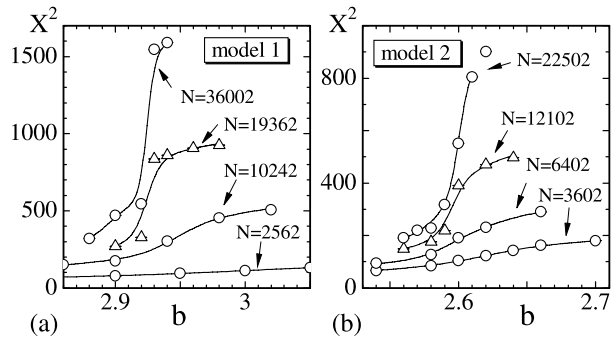 X²
1500
1000
500
0
model 1
N=36002
N=19362
N=10242
N=2562
2.9
3
(a)
b
X²
800
400
0
model 2
N=22502
N=12102
N=6402
N=3602
2.6
2.7
(b)
b